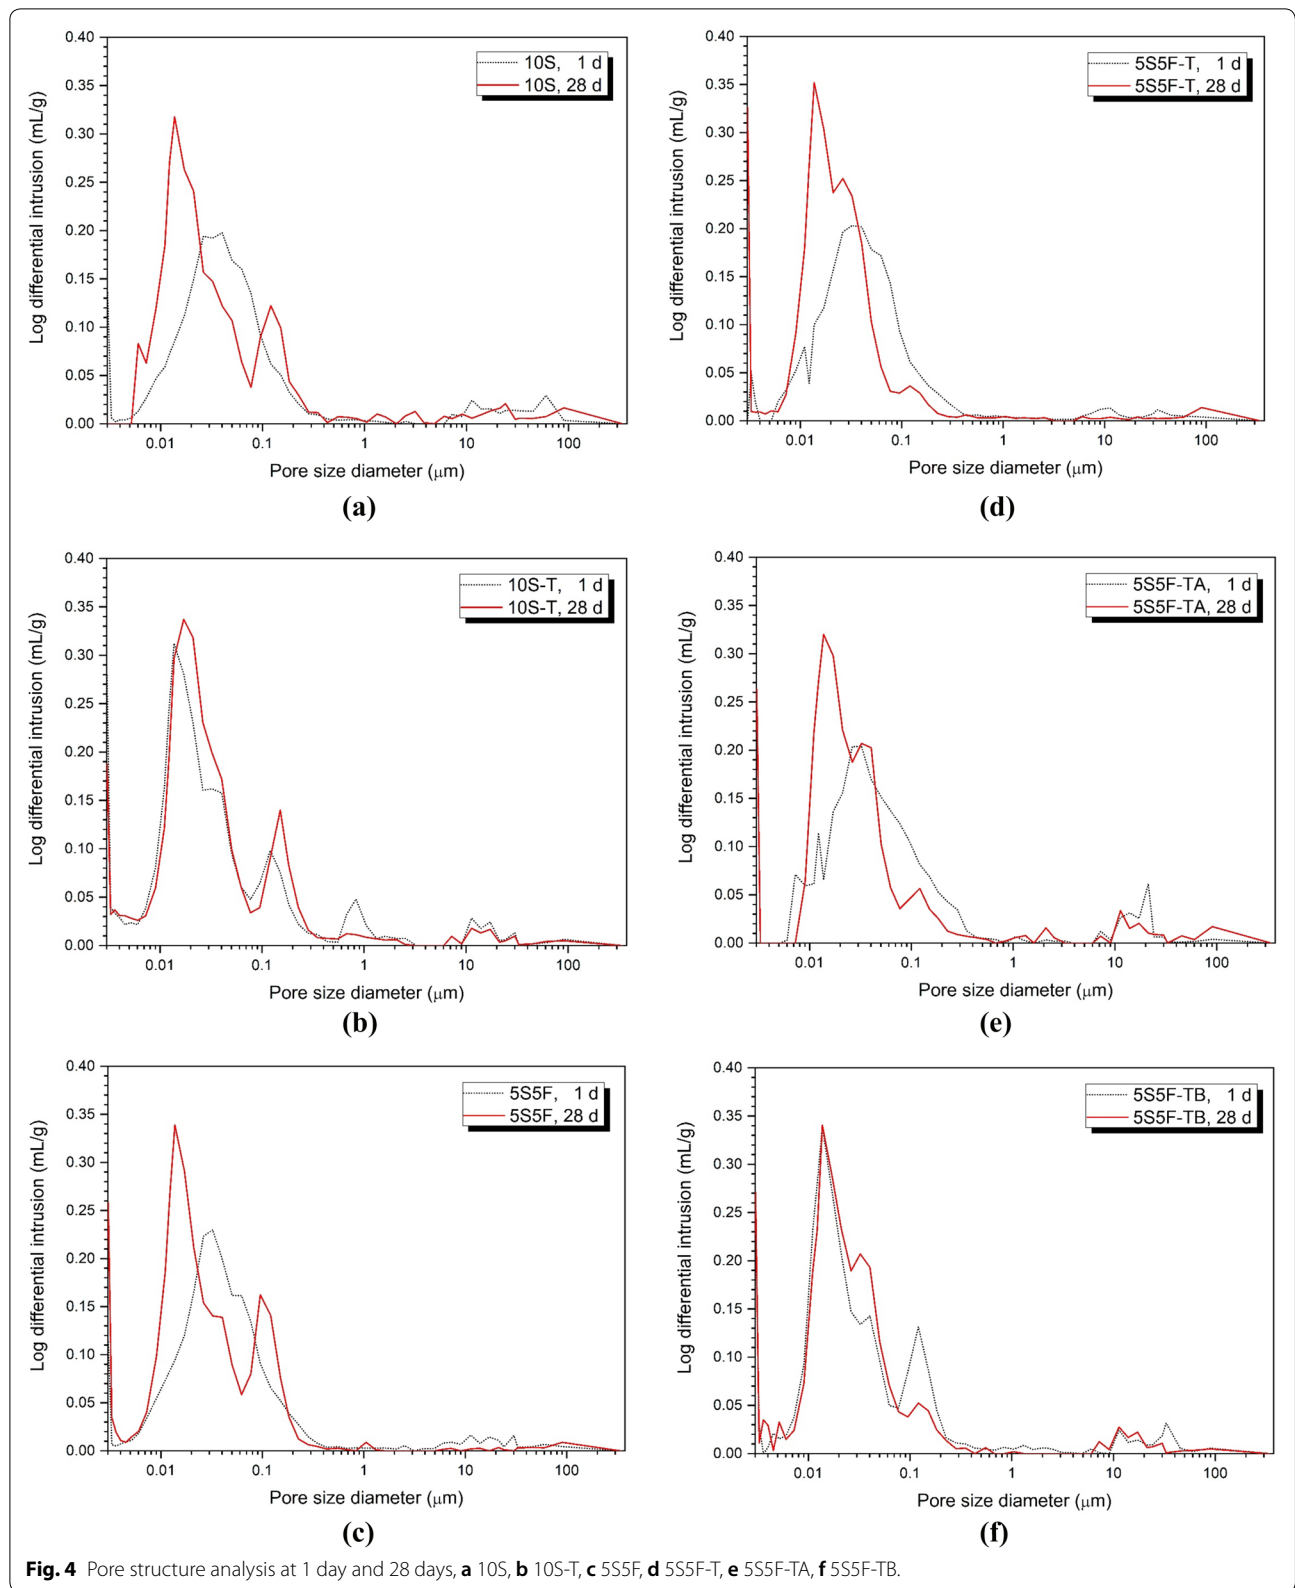 0.40
0.35
0.30
0.25
0.20
0.15
0.10
0.05
0.00
Log differential intrusion (mL/g)
10S, 1 d
10S, 28 d
0.01 0.1 1 10 100
Pore size diameter (μm)
(a)
0.40
0.35
0.30
0.25
0.20
0.15
0.10
0.05
0.00
Log differential intrusion (mL/g)
5S5F-T, 1 d
5S5F-T, 28 d
0.01 0.1 1 10 100
Pore size diameter (μm)
(d)
0.40
0.35
0.30
0.25
0.20
0.15
0.10
0.05
0.00
Log differential intrusion (mL/g)
10S-T, 1 d
10S-T, 28 d
0.01 0.1 1 10 100
Pore size diameter (μm)
(b)
0.40
0.35
0.30
0.25
0.20
0.15
0.10
0.05
0.00
Log differential intrusion (mL/g)
5S5F-TA, 1 d
5S5F-TA, 28 d
0.01 0.1 1 10 100
Pore size diameter (μm)
(e)
0.40
0.35
0.30
0.25
0.20
0.15
0.10
0.05
0.00
Log differential intrusion (mL/g)
5S5F, 1 d
5S5F, 28 d
0.01 0.1 1 10 100
Pore size diameter (μm)
(c)
0.40
0.35
0.30
0.25
0.20
0.15
0.10
0.05
0.00
Log differential intrusion (mL/g)
5S5F-TB, 1 d
5S5F-TB, 28 d
0.01 0.1 1 10 100
Pore size diameter (μm)
(f)
Fig. 4 Pore structure analysis at 1 day and 28 days, a 10S, b 10S-T, c 5S5F, d 5S5F-T, e 5S5F-TA, f 5S5F-TB.